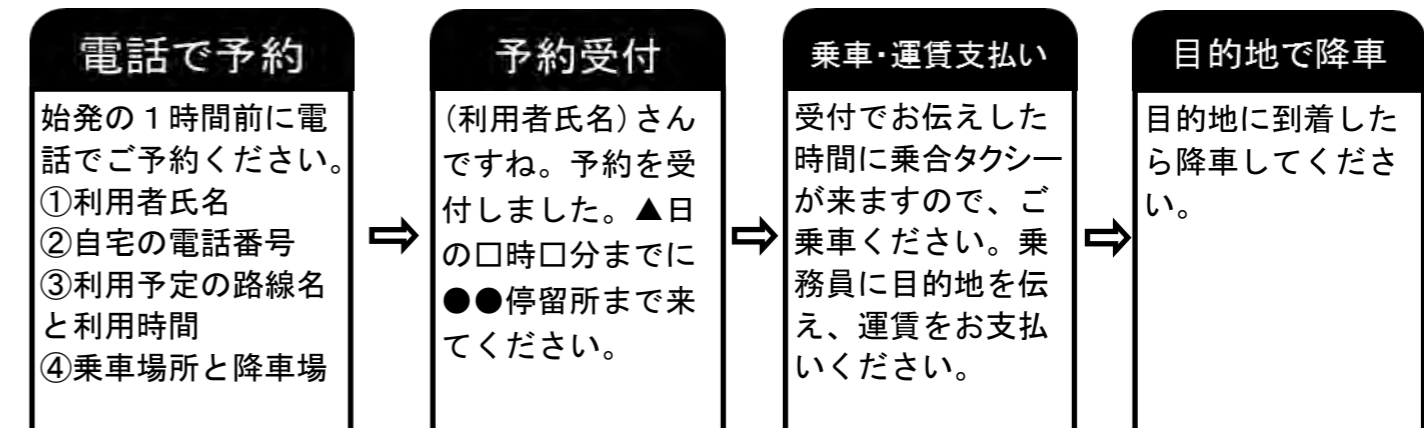 電話で予約
始発の１時間前に電
話でご予約ください。
①利用者氏名
②自宅の電話番号
③利用予定の路線名
と利用時間
④乗車場所と降車場
⇨
予約受付
(利用者氏名)さん
ですね。予約を受
付しました。▲日
の□時□分までに
●●停留所まで来
てください。
⇨
乗車・運賃支払い
受付でお伝えした
時間に乗合タクシー
が来ますので、ご
乗車ください。乗
務員に目的地を伝
え、運賃をお支払
いください。
⇨
目的地で降車
目的地に到着した
ら降車してくださ
い。